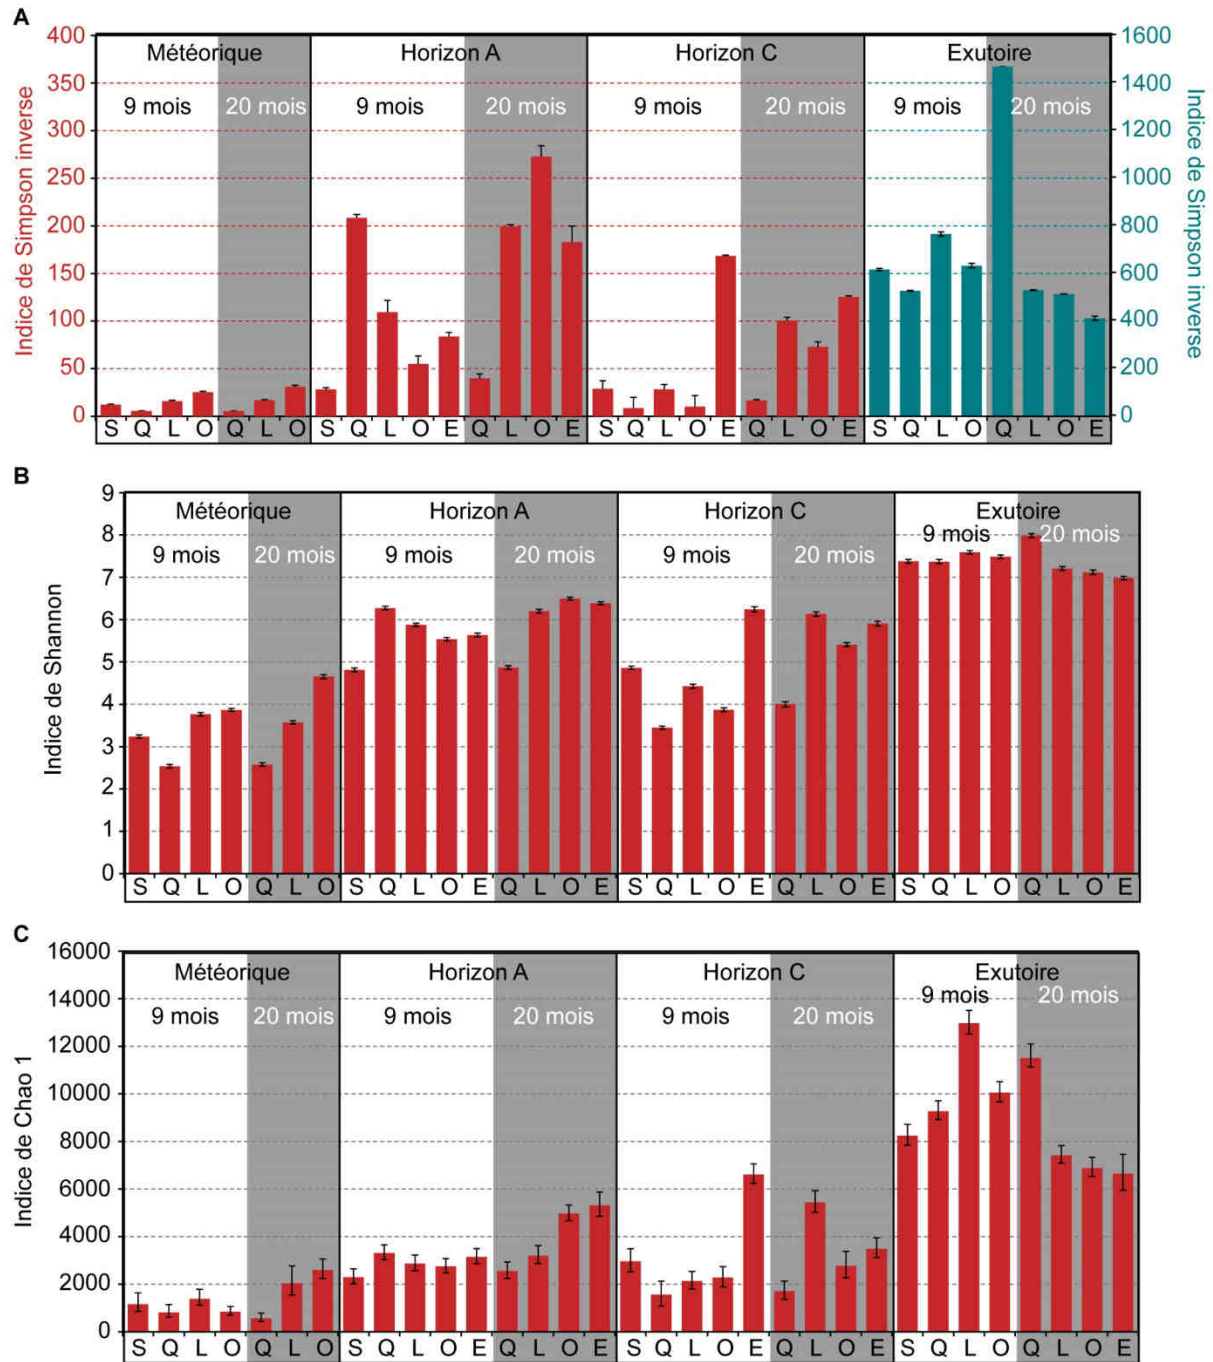 A
Météorique Horizon A Horizon C Exutoire
9 mois 20 mois 9 mois 20 mois 9 mois 20 mois 9 mois 20 mois
Indice de Simpson inverse
400
350
300
250
200
150
100
50
0
1600
1400
1200
1000
800
600
400
200
0
Indice de Simpson inverse
S Q L O Q L O S Q L O E Q L O E S Q L O E Q L O E S Q L O Q L O E
B
Météorique Horizon A Horizon C Exutoire
9 mois 20 mois 9 mois 20 mois 9 mois 20 mois 9 mois 20 mois
Indice de Shannon
9
8
7
6
5
4
3
2
1
0
S Q L O Q L O S Q L O E Q L O E S Q L O E Q L O E S Q L O Q L O E
C
Météorique Horizon A Horizon C Exutoire
9 mois 20 mois 9 mois 20 mois 9 mois 20 mois 9 mois 20 mois
Indice de Chao 1
16000
14000
12000
10000
8000
6000
4000
2000
0
S Q L O Q L O S Q L O E Q L O E S Q L O E Q L O E S Q L O Q L O E